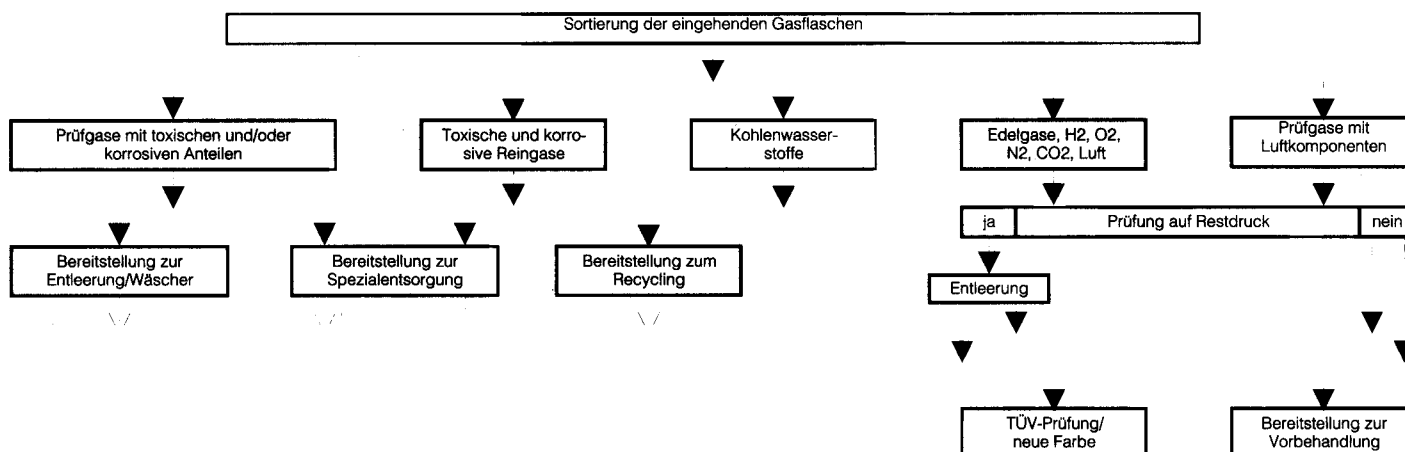 Sortierung der eingehenden Gasflaschen
Prüfgase mit toxischen und/oder
korrosiven Anteilen
Toxische und korro-
sive Reingase
Kohlenwasser-
stoffe
Edelgase, H2, O2,
N2, CO2, Luft
Prüfgase mit
Luftkomponenten
ja
Prüfung auf Restdruck
nein
Bereitstellung zur
Entleerung/Wäscher
Bereitstellung zur
Spezialentsorgung
Bereitstellung zum
Recycling
Entleerung
TÜV-Prüfung/
neue Farbe
Bereitstellung zur
Vorbehandlung